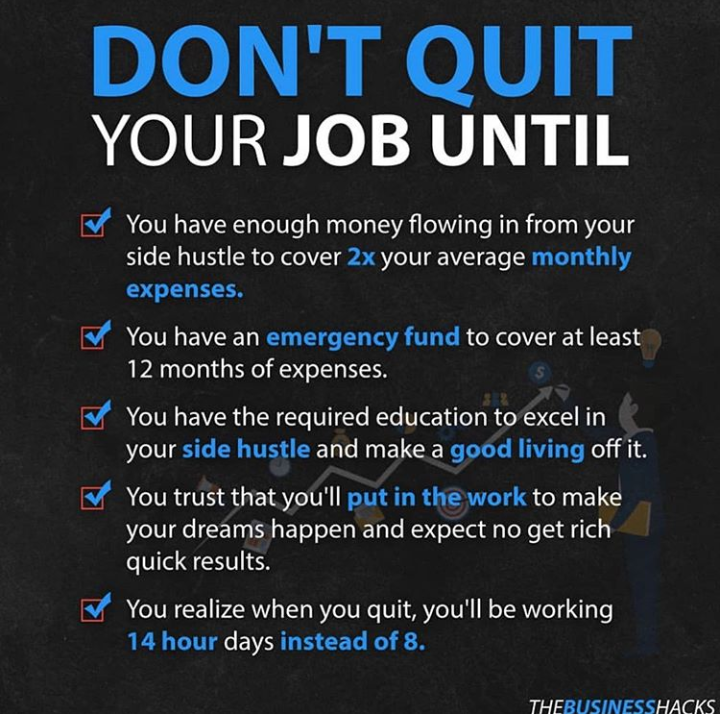 DON'T QUIT
YOUR JOB UNTIL
You have enough money flowing in from your
side hustle to cover 2x your average monthly
expenses.
You have an emergency fund to cover at least
12 months of expenses.
You have the required education to excel in
your side hustle and make a good living off it.
You trust that you'll put in the work to make
your dreams happen and expect no get rich
quick results.
You realize when you quit, you'll be working
14 hour days instead of 8.
THEBUSINESSHACKS